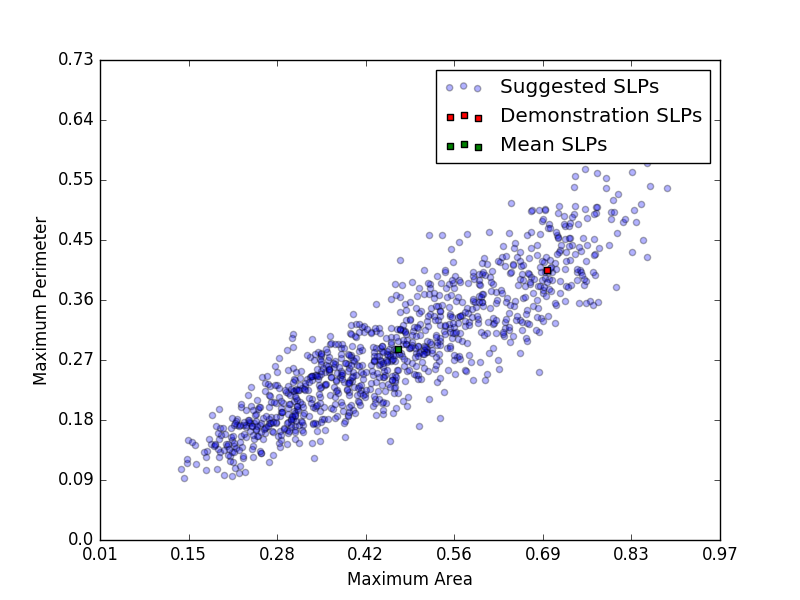 Suggested SLPs
Demonstration SLPs
Mean SLPs
0.73
0.64
0.55
0.45
0.36
0.27
0.18
0.09
0.0
Maximum Perimeter
0.01 0.15 0.28 0.42 0.56 0.69 0.83 0.97
Maximum Area